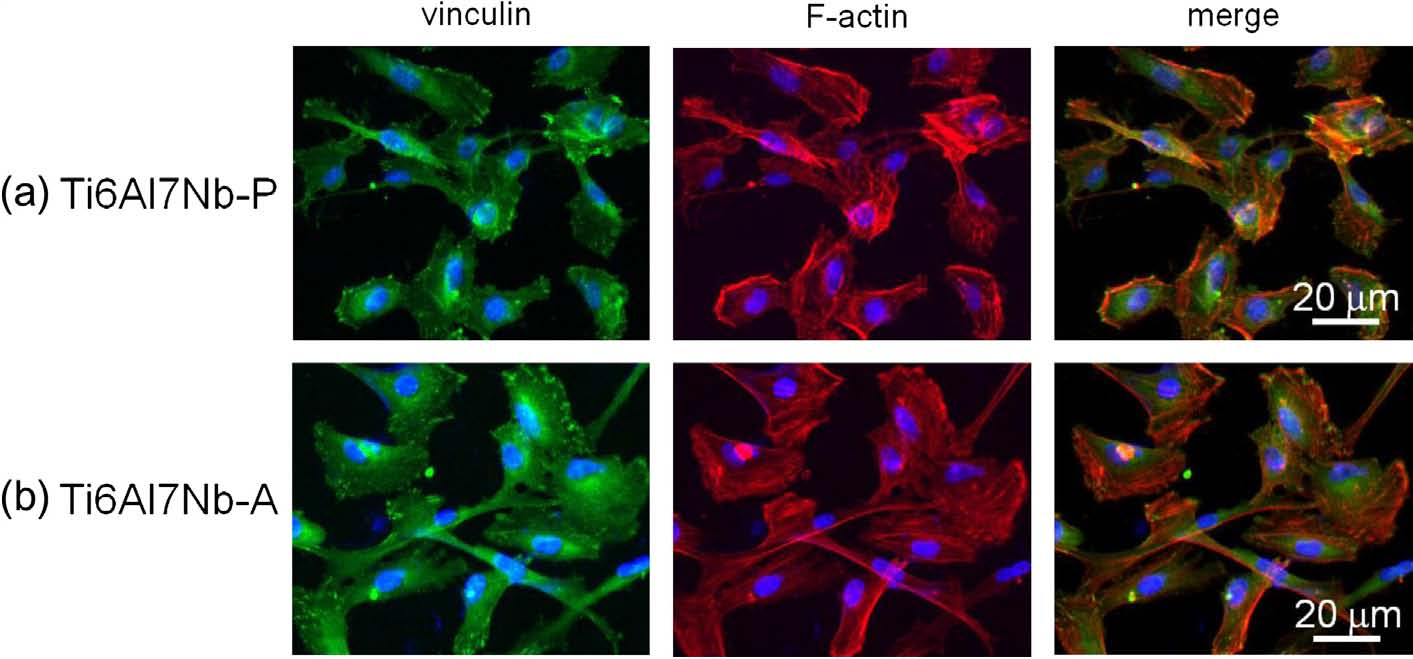 vinculin F-actin merge
(a) Ti6Al7Nb-P
20 μm
(b) Ti6Al7Nb-A
20 μm